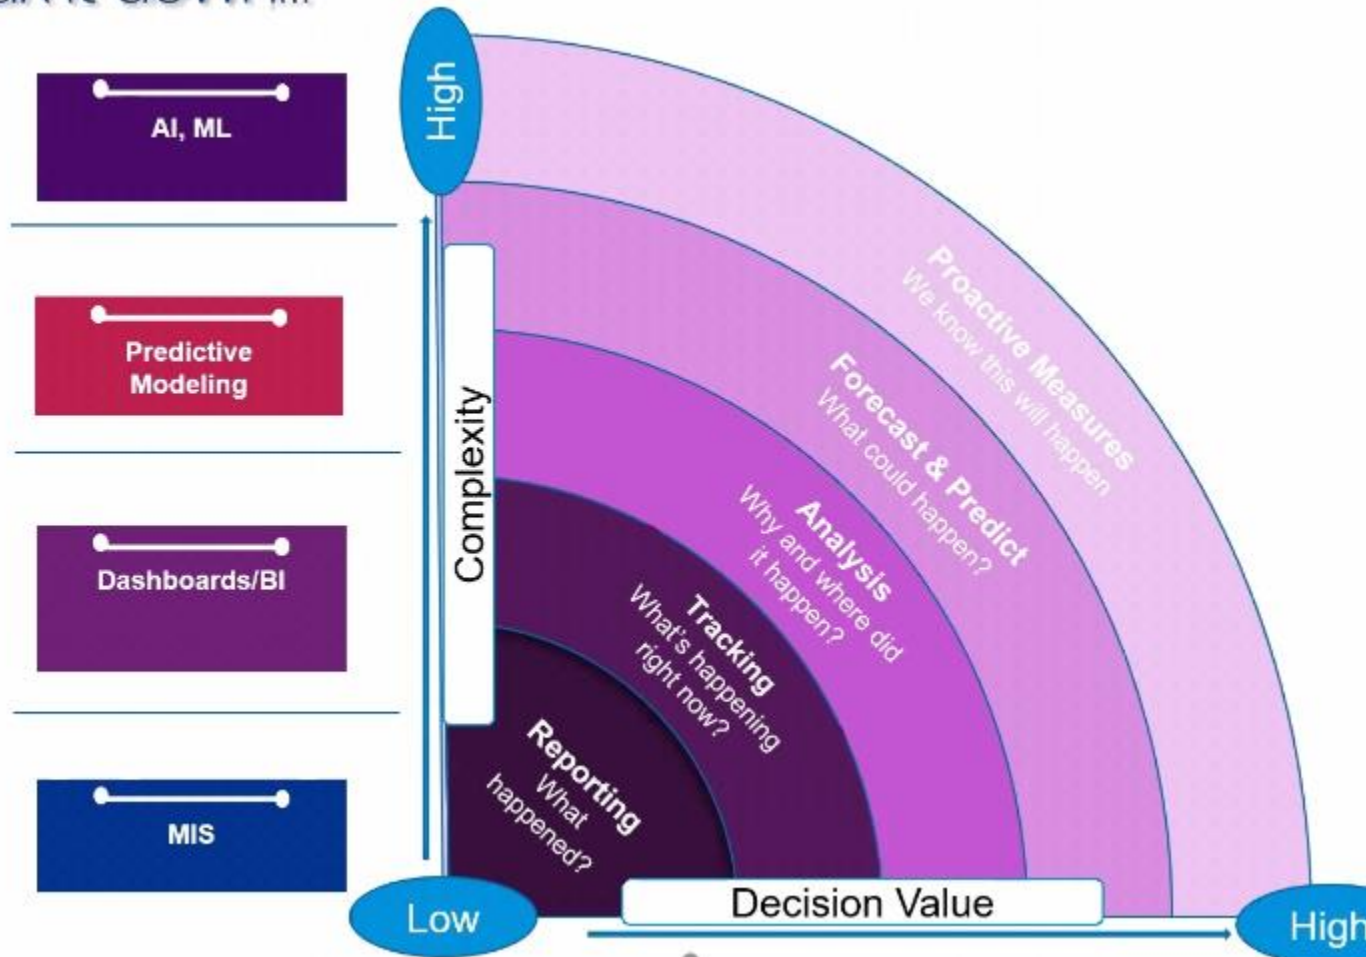 AI, ML
Predictive
Modeling
Dashboards/BI
MIS
High
Complexity
Low
Decision Value
High
Proactive Measures
We know this will happen
Forecast & Predict
What could happen?
Analysis
Why and where did
it happen?
Tracking
What's happening
right now?
Reporting
What
happened?